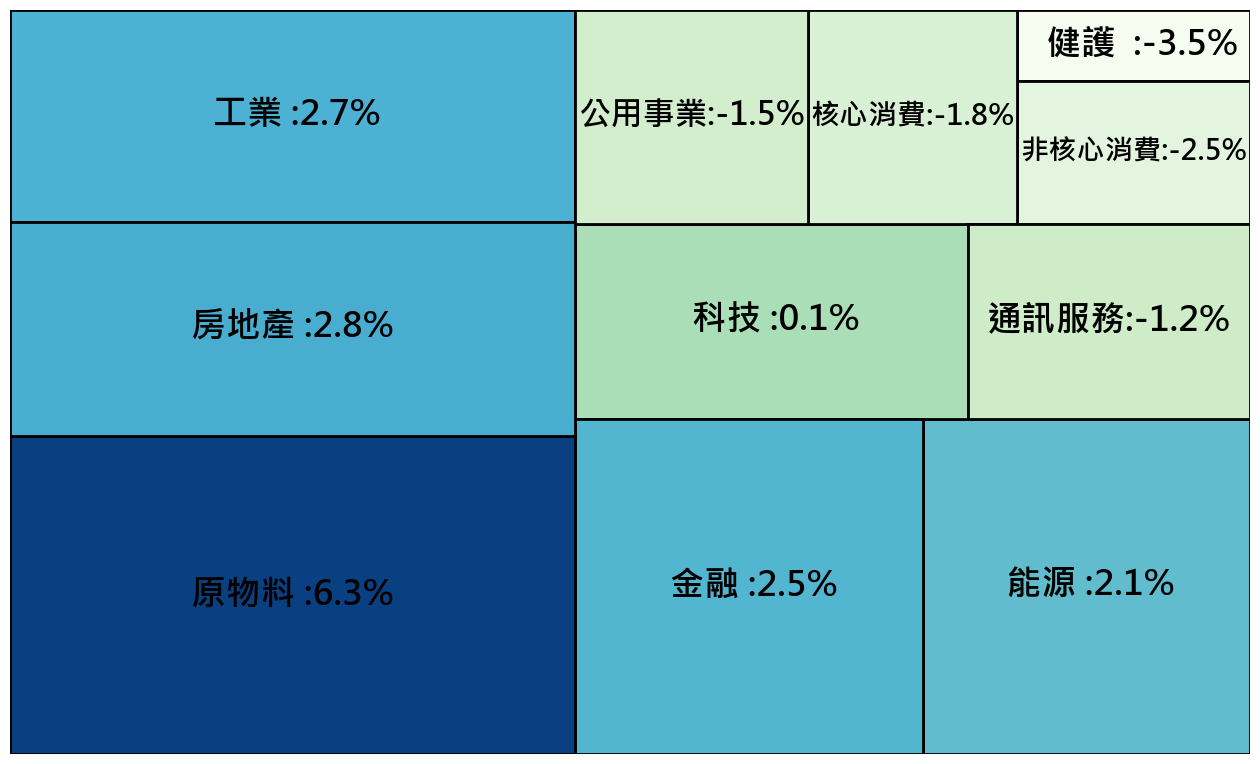 工業 :2.7%
房地產 :2.8%
原物料 :6.3%
公用事業:-1.5%
核心消費:-1.8%
健護 :-3.5%
非核心消費:-2.5%
科技 :0.1%
通訊服務:-1.2%
金融 :2.5%
能源 :2.1%